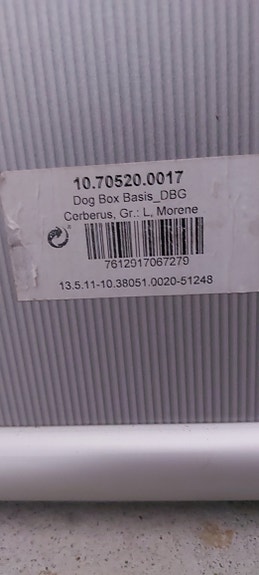 10.70520.0017
Dog Box Basis_DBG
Cerberus, Gr.: L, Morene
7612917067279
13.5.11-10.38051.0020-51248